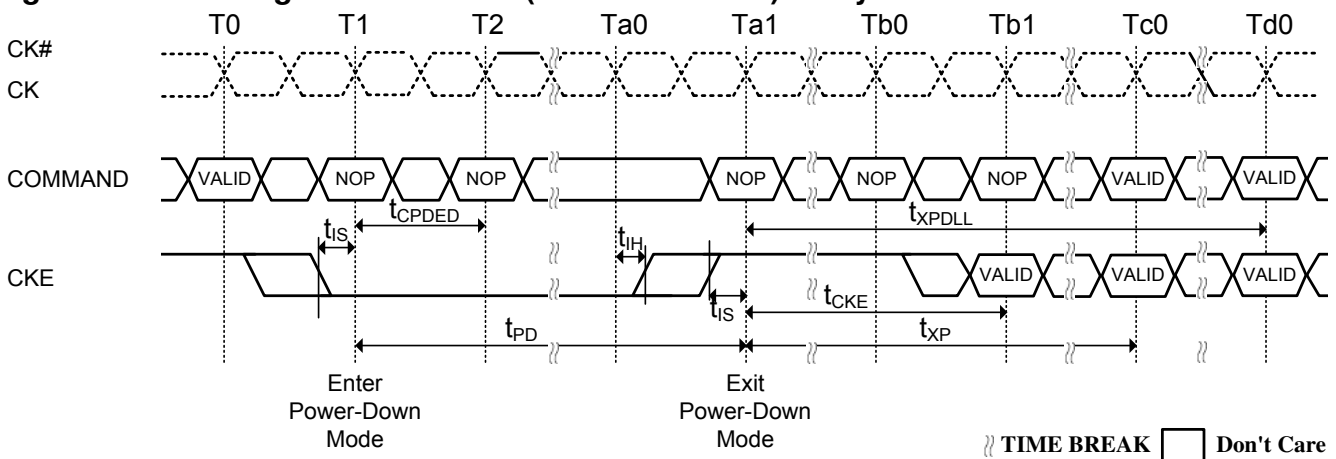 T0 T1 T2 Ta0 Ta1 Tb0 Tb1 Tc0 Td0
CK#
CK
COMMAND VALID NOP NOP NOP NOP NOP VALID VALID
tCPDED tXPDLL
tIS tIH
CKE VALID VALID VALID
tIS tCKE
tPD tXP
Enter Power-Down Mode
Exit Power-Down Mode
TIME BREAK Don't Care